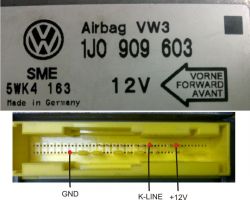 Airbag VW3
1J0 909 603
SME
5WK4 163
Made in Germany
12V
VORNE
FORWARD
AVANT
GND
K-LINE
+12V